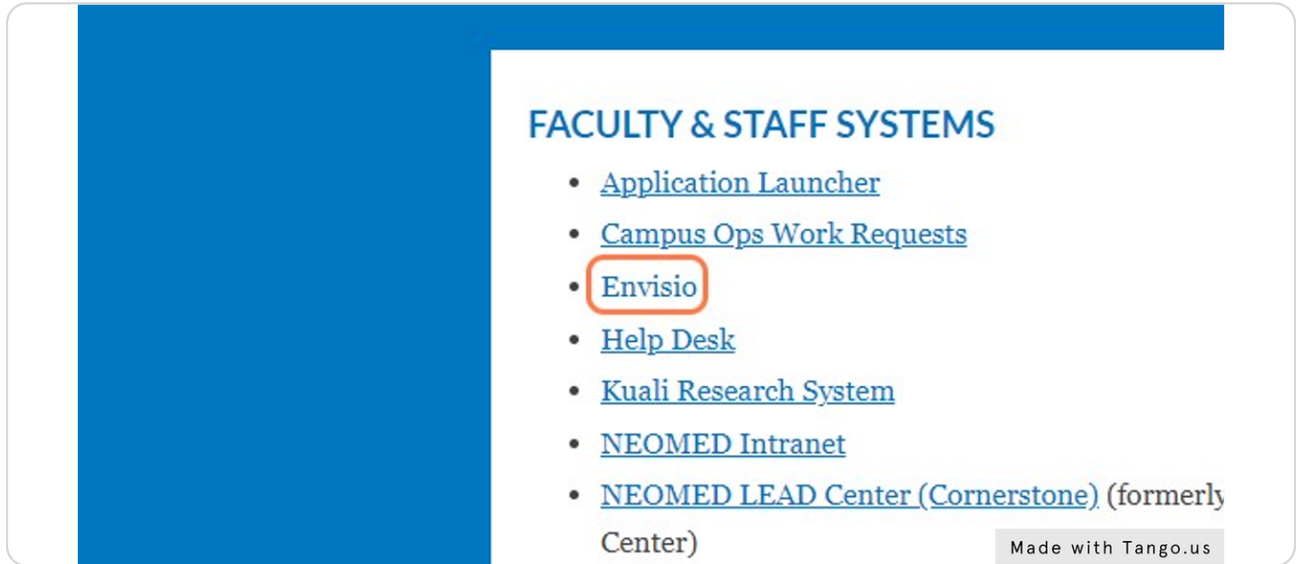 FACULTY & STAFF SYSTEMS
• Application Launcher
• Campus Ops Work Requests
• Envisio
• Help Desk
• Kuali Research System
• NEOMED Intranet
• NEOMED LEAD Center (Cornerstone) (formerly
Center)
Made with Tango.us